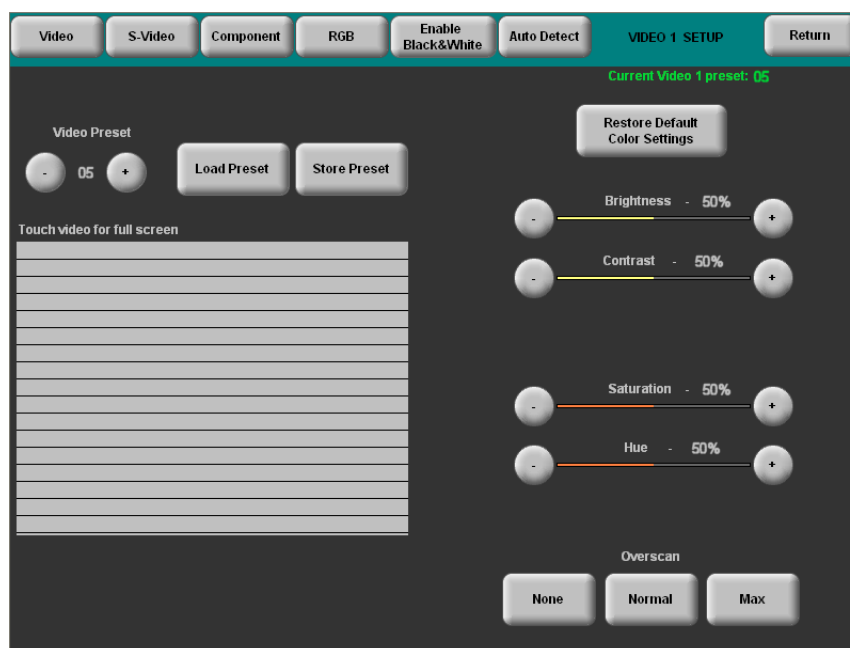 Video
S-Video
Component
RGB
Enable
Black&White
Auto Detect
VIDEO 1 SETUP
Return
Current Video 1 preset: 05
Restore Default
Color Settings
Video Preset
- 05 +
Load Preset
Store Preset
Brightness - 50%
- +
Touch video for full screen
Contrast - 50%
- +
Saturation - 50%
- +
Hue - 50%
- +
Overscan
None
Normal
Max